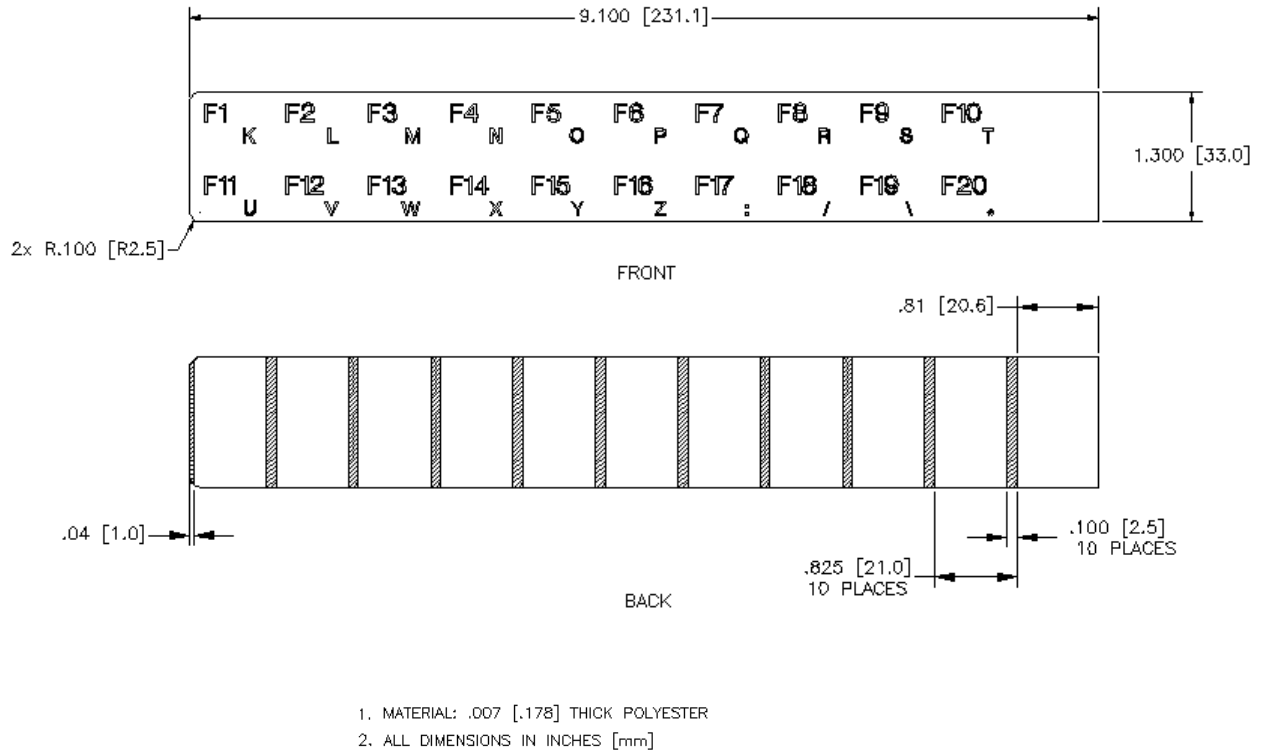 9.100 [231.1]
F1 F2 F3 F4 F5 F6 F7 F8 F9 F10
K L M N O P Q R S T
1.300 [33.0]
F11 F12 F13 F14 F15 F16 F17 F18 F19 F20
U V W X Y Z : / \ *
2x R.100 [R2.5]
FRONT
.81 [20.6]
.04 [1.0]
.100 [2.5]
10 PLACES
.825 [21.0]
10 PLACES
BACK
1. MATERIAL: .007 [.178] THICK POLYESTER
2. ALL DIMENSIONS IN INCHES [mm]